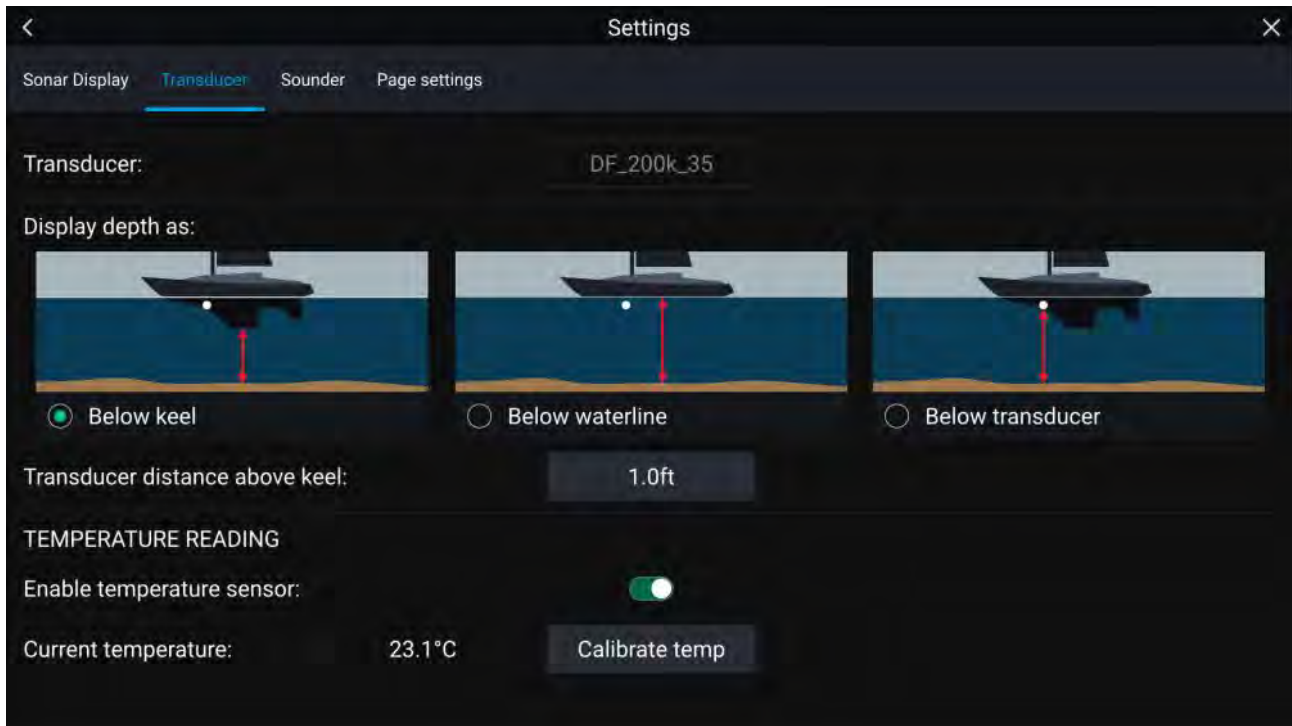 Settings
Sonar Display Transducer Sounder Page settings
Transducer: DF_200k_35
Display depth as:
Below keel Below waterline Below transducer
Transducer distance above keel: 1.0ft
TEMPERATURE READING
Enable temperature sensor:
Current temperature: 23.1°C Calibrate temp